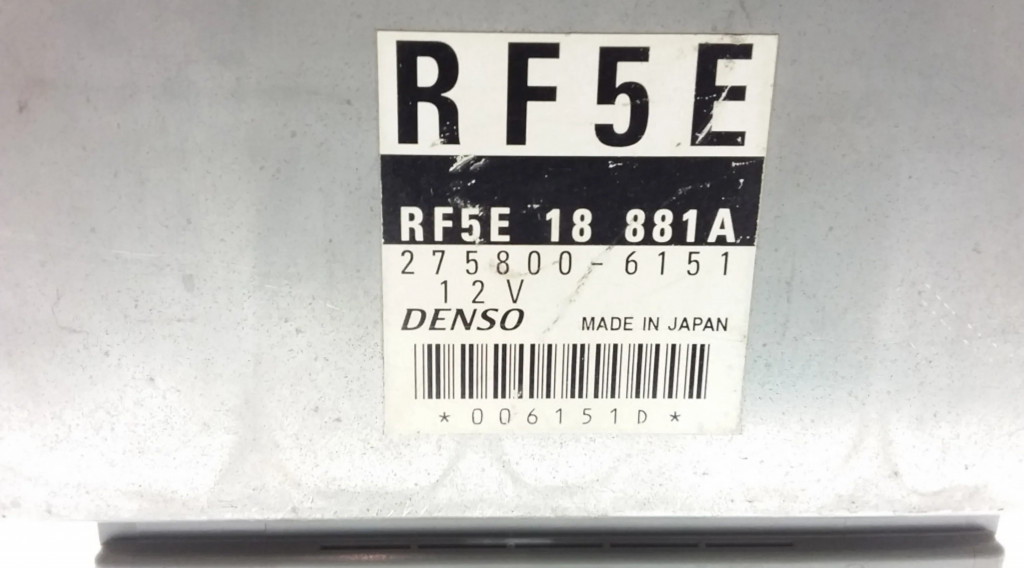 RF5E
RF5E 18 881A
275800-6151
12V
DENSO MADE IN JAPAN
*006151D*